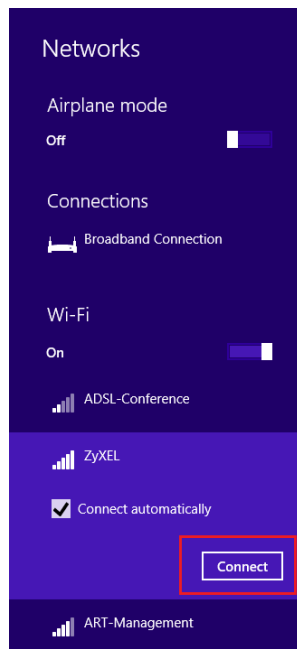 Networks
Airplane mode
Off
Connections
Broadband Connection
Wi-Fi
On
ADSL-Conference
ZyXEL
Connect automatically
Connect
ART-Management